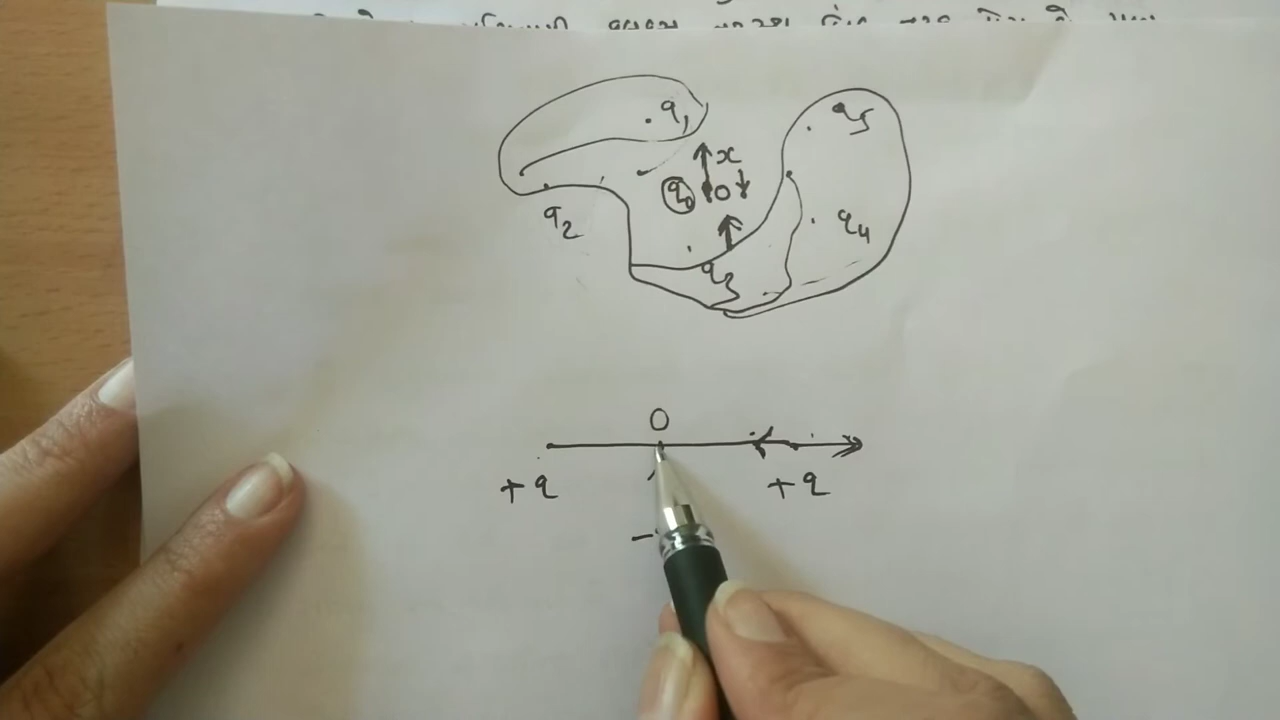 q₁
q₅
x
q₀ O
q₂
q₄
q₃
O
+q +q
-